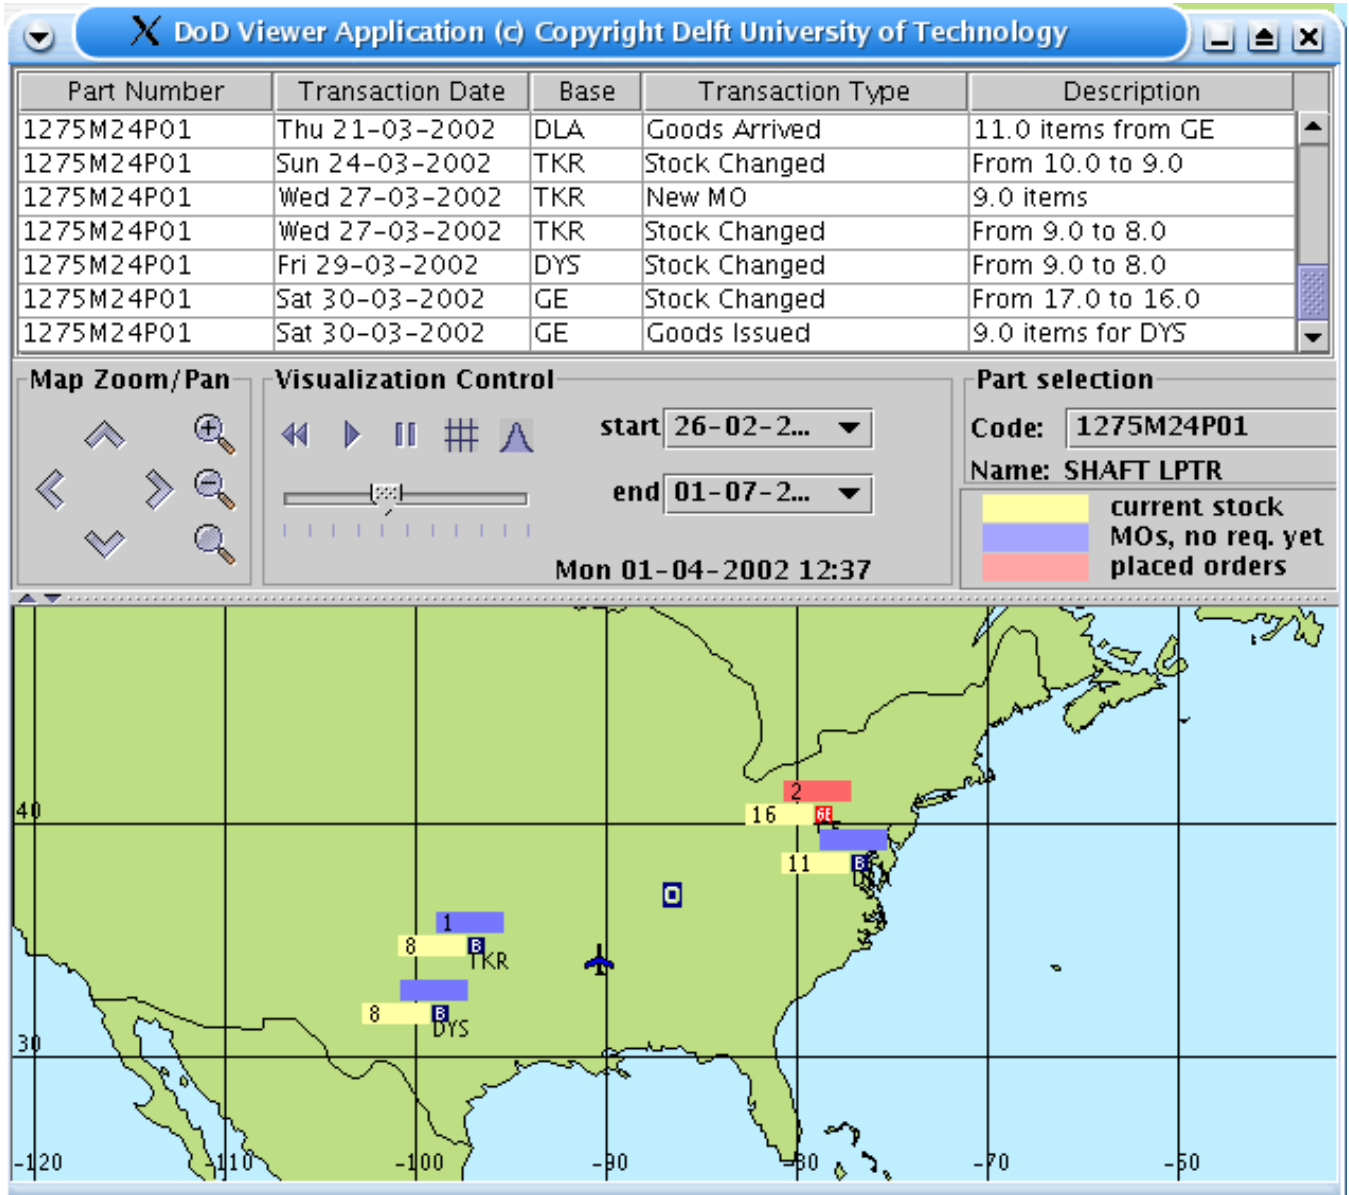 X DoD Viewer Application (c) Copyright Delft University of Technology
Part Number Transaction Date Base Transaction Type Description
1275M24P01 Thu 21-03-2002 DLA Goods Arrived 11.0 items from GE
1275M24P01 Sun 24-03-2002 TKR Stock Changed From 10.0 to 9.0
1275M24P01 Wed 27-03-2002 TKR New MO 9.0 items
1275M24P01 Wed 27-03-2002 TKR Stock Changed From 9.0 to 8.0
1275M24P01 Fri 29-03-2002 DYS Stock Changed From 9.0 to 8.0
1275M24P01 Sat 30-03-2002 GE Stock Changed From 17.0 to 16.0
1275M24P01 Sat 30-03-2002 GE Goods Issued 9.0 items for DYS
Map Zoom/Pan Visualization Control Part selection
start 26-02-2... Code: 1275M24P01
Name: SHAFT LPTR
end 01-07-2...
current stock
MOs, no req. yet
placed orders
Mon 01-04-2002 12:37
2
40 16 GE
11 B
O
1
8 B
TKR
8 B
DYS
30
-120 -110 -100 -90 -80 -70 -50